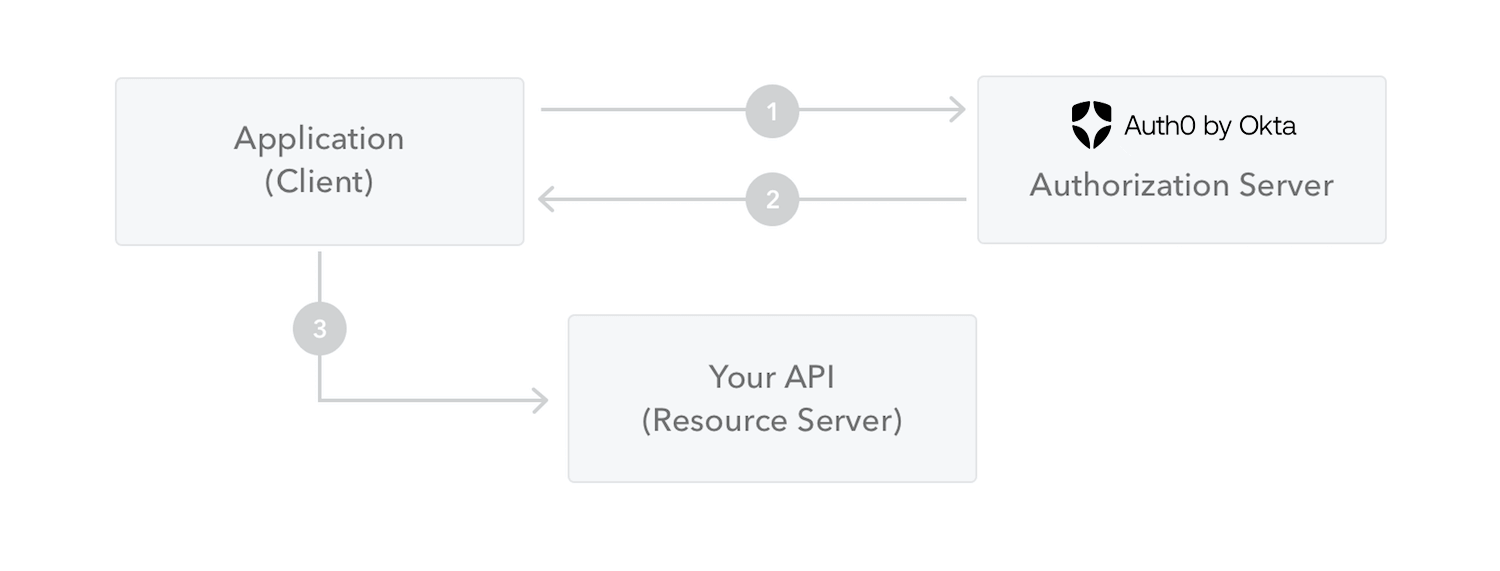 Application
(Client)
1
Auth0 by Okta
Authorization Server
2
3
Your API
(Resource Server)